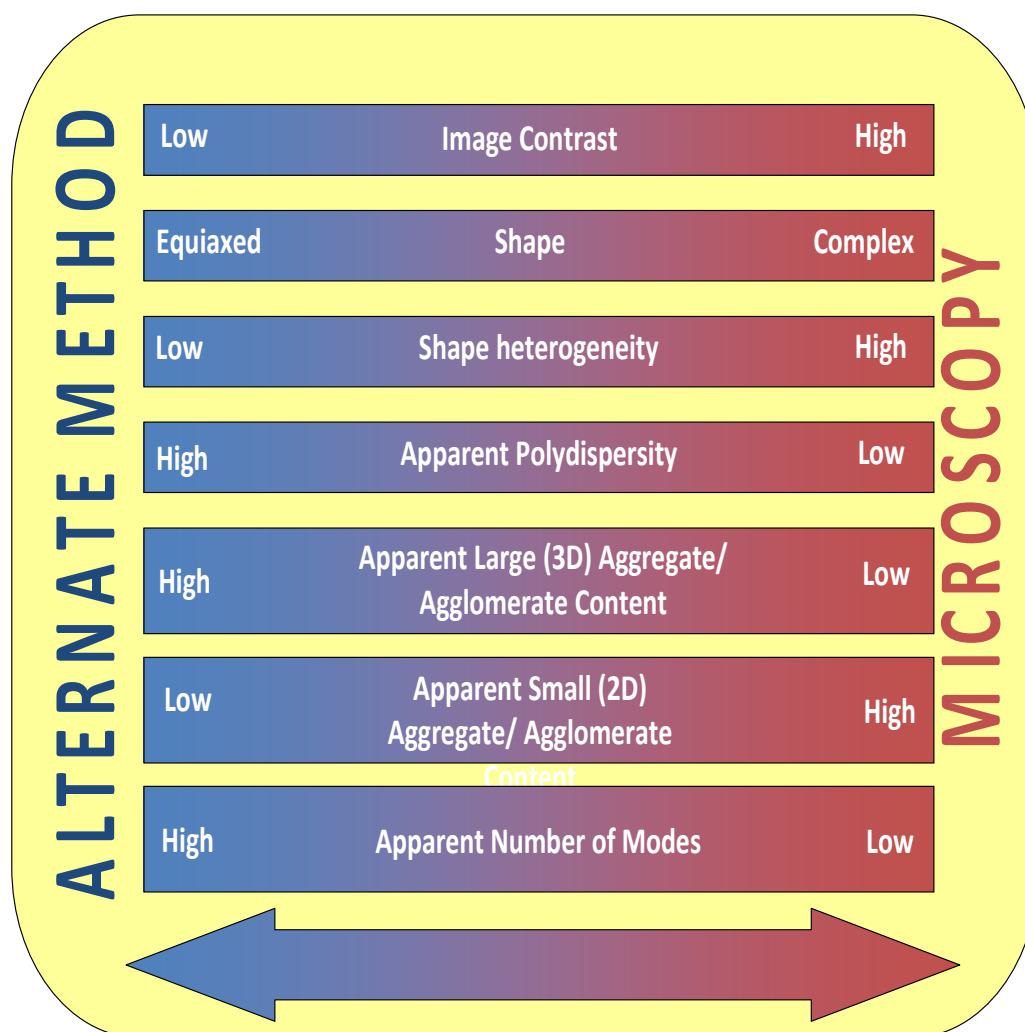 ALTERNATE METHOD
Low Image Contrast High
Equiaxed Shape Complex
Low Shape heterogeneity High
High Apparent Polydispersity Low
Apparent Large (3D) Aggregate/
High Agglomerate Content Low
Low Apparent Small (2D) High
Aggregate/ Agglomerate
Content
High Apparent Number of Modes Low
MICROSCOPY